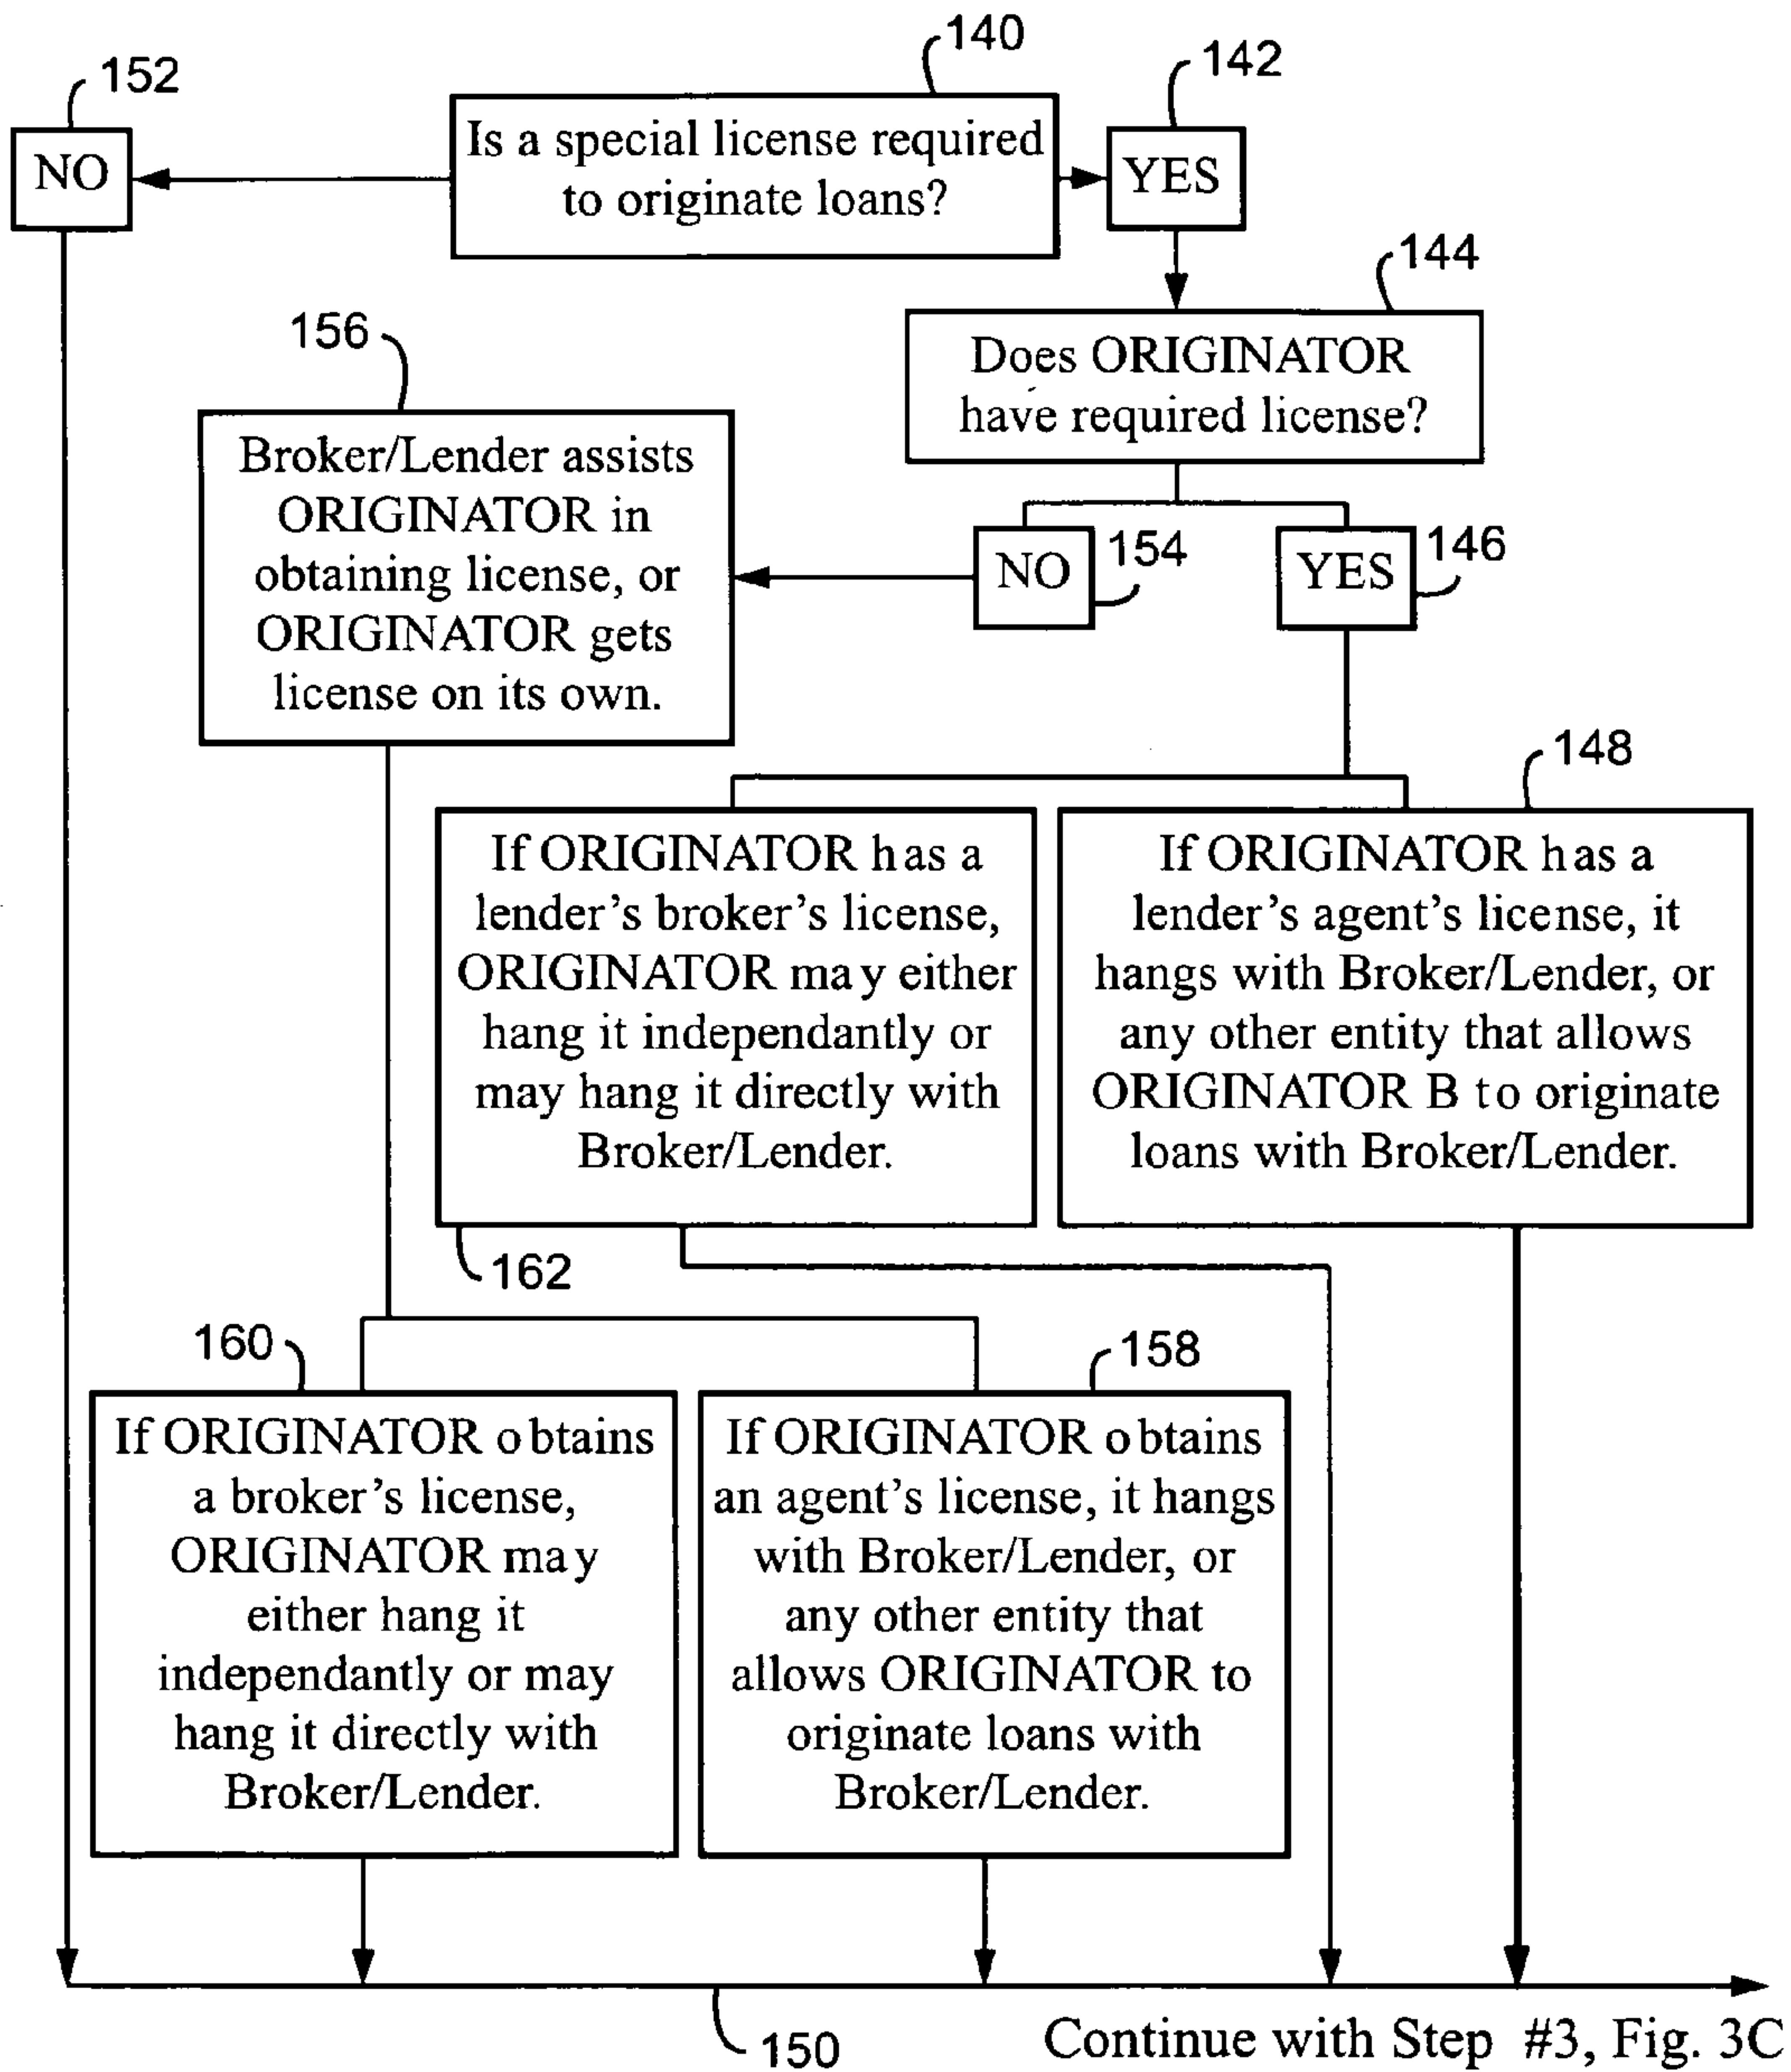 140
142
152
Is a special license required
to originate loans?
NO
YES
144
Does ORIGINATOR
have required license?
156
Broker/Lender assists
ORIGINATOR in
obtaining license, or
ORIGINATOR gets
license on its own.
NO
154
YES
146
148
If ORIGINATOR has a
lender's broker's license,
ORIGINATOR may either
hang it independantly or
may hang it directly with
Broker/Lender.
162
If ORIGINATOR has a
lender's agent's license, it
hangs with Broker/Lender, or
any other entity that allows
ORIGINATOR B to originate
loans with Broker/Lender.
160
If ORIGINATOR obtains
a broker's license,
ORIGINATOR may
either hang it
independantly or may
hang it directly with
Broker/Lender.
158
If ORIGINATOR obtains
an agent's license, it hangs
with Broker/Lender, or
any other entity that
allows ORIGINATOR to
originate loans with
Broker/Lender.
150
Continue with Step #3, Fig. 3C